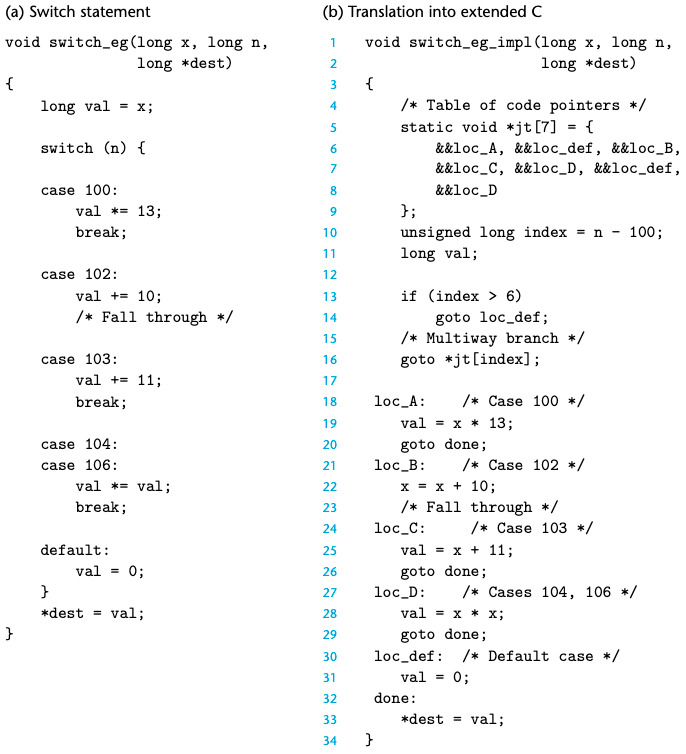 (a) Switch statement
void switch_eg(long x, long n,
               long *dest)
{
    long val = x;

    switch (n) {

    case 100:
        val *= 13;
        break;

    case 102:
        val += 10;
        /* Fall through */

    case 103:
        val += 11;
        break;

    case 104:
    case 106:
        val *= val;
        break;

    default:
        val = 0;
    }
    *dest = val;
}
(b) Translation into extended C
1   void switch_eg_impl(long x, long n,
2                       long *dest)
3   {
4       /* Table of code pointers */
5       static void *jt[7] = {
6           &&loc_A, &&loc_def, &&loc_B,
7           &&loc_C, &&loc_D, &&loc_def,
8           &&loc_D
9       };
10      unsigned long index = n - 100;
11      long val;
12
13      if (index > 6)
14          goto loc_def;
15      /* Multiway branch */
16      goto *jt[index];
17
18   loc_A:    /* Case 100 */
19      val = x * 13;
20      goto done;
21   loc_B:    /* Case 102 */
22      x = x + 10;
23      /* Fall through */
24   loc_C:     /* Case 103 */
25      val = x + 11;
26      goto done;
27   loc_D:    /* Cases 104, 106 */
28      val = x * x;
29      goto done;
30   loc_def:  /* Default case */
31      val = 0;
32   done:
33      *dest = val;
34  }